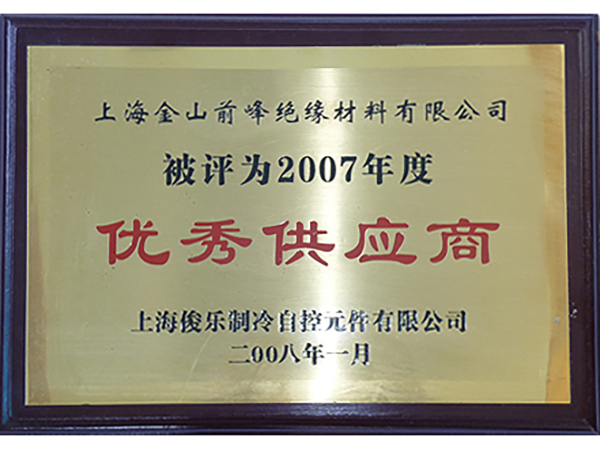 上海金山前峰绝缘材料有限公司
被评为2007年度
优秀供应商
上海俊乐制冷自控元件有限公司
二00八年一月